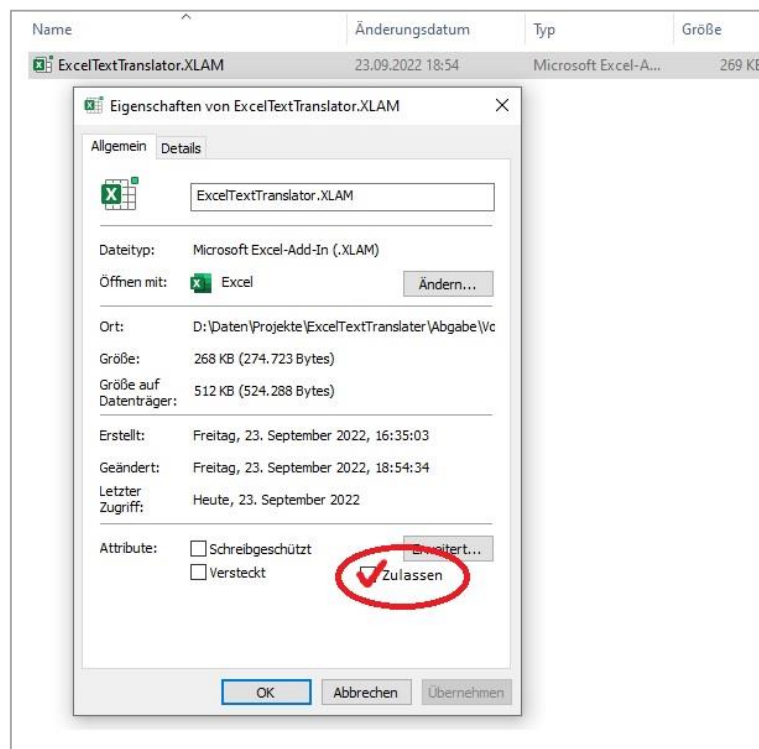 Name Änderungsdatum Typ Größe
ExcelTextTranslator.XLAM 23.09.2022 18:54 Microsoft Excel-A... 269 KB
Eigenschaften von ExcelTextTranslator.XLAM
Allgemein Details
ExcelTextTranslator.XLAM
Dateityp: Microsoft Excel-Add-In (.XLAM)
Öffnen mit: Excel Ändern...
Ort: D:\Daten\Projekte\ExcelTextTranslater\Abgabe\Vo
Größe: 268 KB (274.723 Bytes)
Größe auf
Datenträger: 512 KB (524.288 Bytes)
Erstellt: Freitag, 23. September 2022, 16:35:03
Geändert: Freitag, 23. September 2022, 18:54:34
Letzter
Zugriff: Heute, 23. September 2022
Attribute: Schreibgeschützt Erweitert...
Versteckt Zulassen
OK Abbrechen Übernehmen